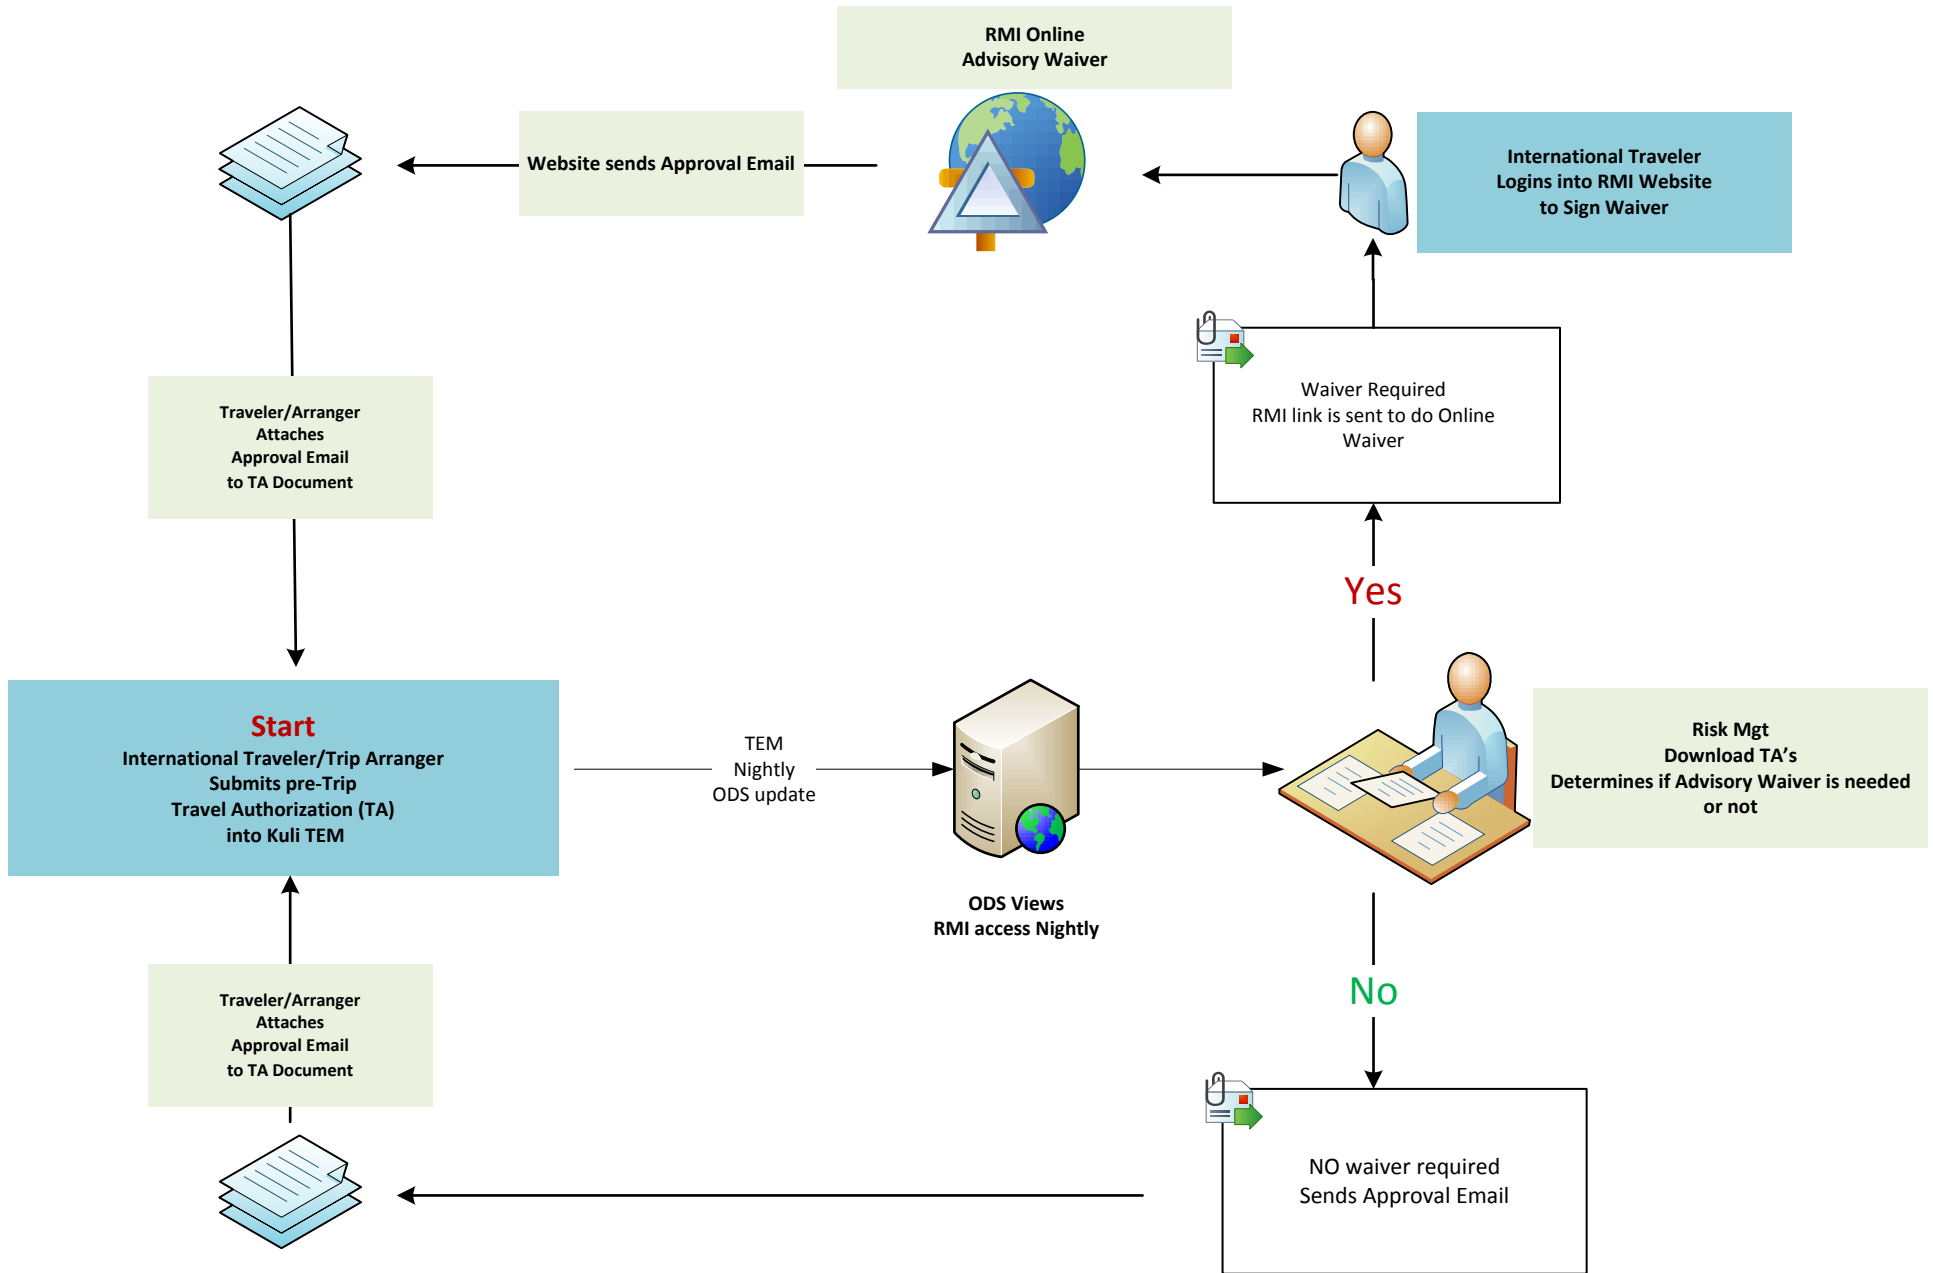 RMI Online
Advisory Waiver
Website sends Approval Email
International Traveler
Logins into RMI Website
to Sign Waiver
Waiver Required
RMI link is sent to do Online
Waiver
Traveler/Arranger
Attaches
Approval Email
to TA Document
Yes
Start
International Traveler/Trip Arranger
Submits pre-Trip
Travel Authorization (TA)
into Kuli TEM
TEM
Nightly
ODS update
ODS Views
RMI access Nightly
Risk Mgt
Download TA’s
Determines if Advisory Waiver is needed
or not
No
Traveler/Arranger
Attaches
Approval Email
to TA Document
NO waiver required
Sends Approval Email